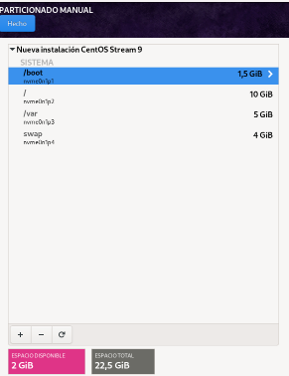 PARTICIONADO MANUAL
Hecho
Nueva instalación CentOS Stream 9
SISTEMA
/boot 1,5 GiB
nvme0n1p1
/ 10 GiB
nvme0n1p2
/var 5 GiB
nvme0n1p3
swap 4 GiB
nvme0n1p4
ESPACIO DISPONIBLE
2 GiB
ESPACIO TOTAL
22,5 GiB